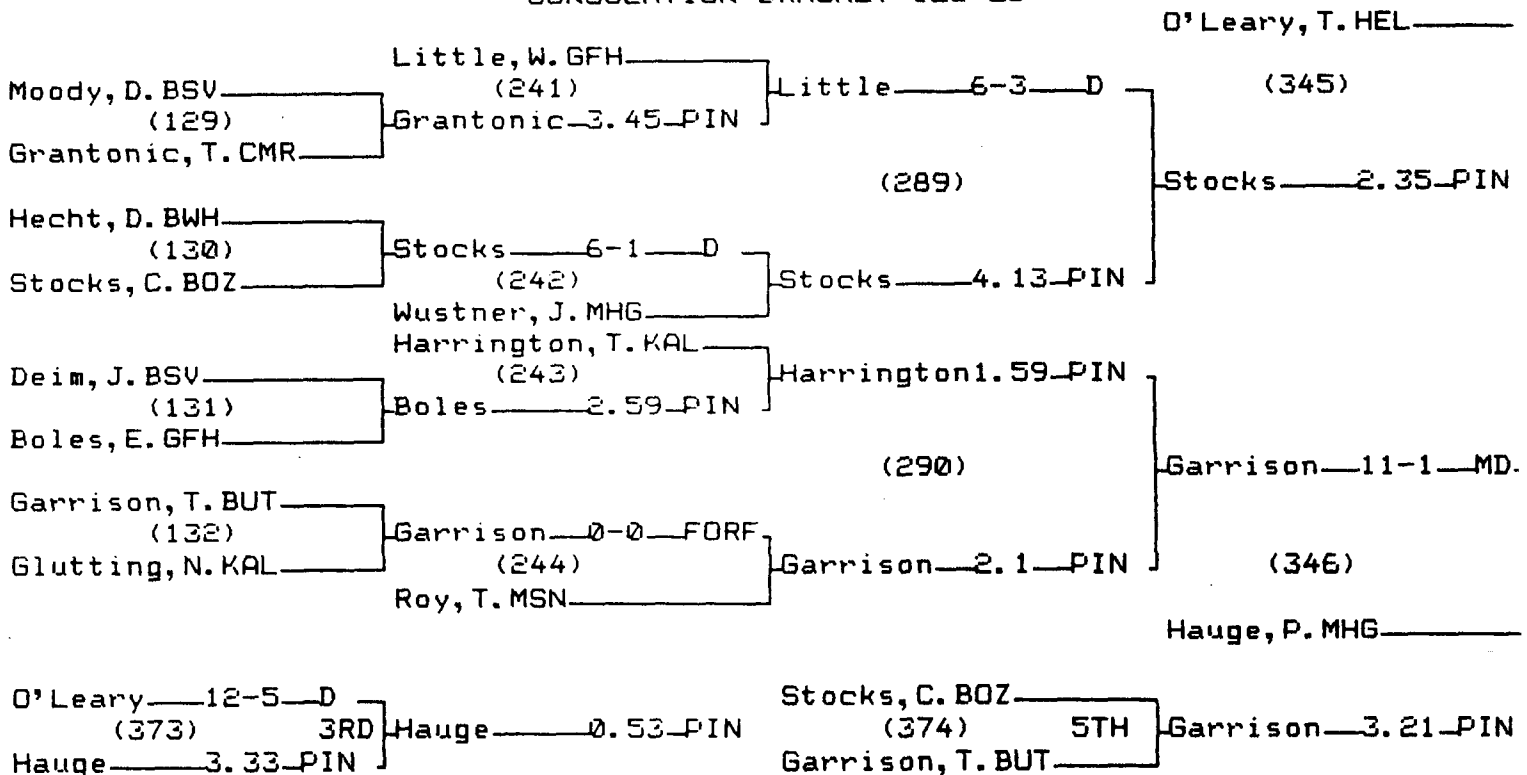 O'Leary, T. HEL
Little, W. GFH
Moody, D. BSV (241) Little 6-3 D (345)
(129) Grantonic 3.45 PIN
Grantonic, T. CMR
(289) Stocks 2.35 PIN
Hecht, D. BWH
(130) Stocks 6-1 D
Stocks, C. BOZ (242) Stocks 4.13 PIN
Wustner, J. MHG
Harrington, T. KAL
Deim, J. BSV (243) Harrington 1.59 PIN
(131) Boles 2.59 PIN
Boles, E. GFH
(290) Garrison 11-1 MD.
Garrison, T. BUT
(132) Garrison 0-0 FORF
Glutting, N. KAL (244) Garrison 2.1 PIN (346)
Roy, T. MSN
Hauge, P. MHG
O'Leary 12-5 D Stocks, C. BOZ
(373) 3RD Hauge 0.53 PIN (374) 5TH Garrison 3.21 PIN
Hauge 3.33 PIN Garrison, T. BUT